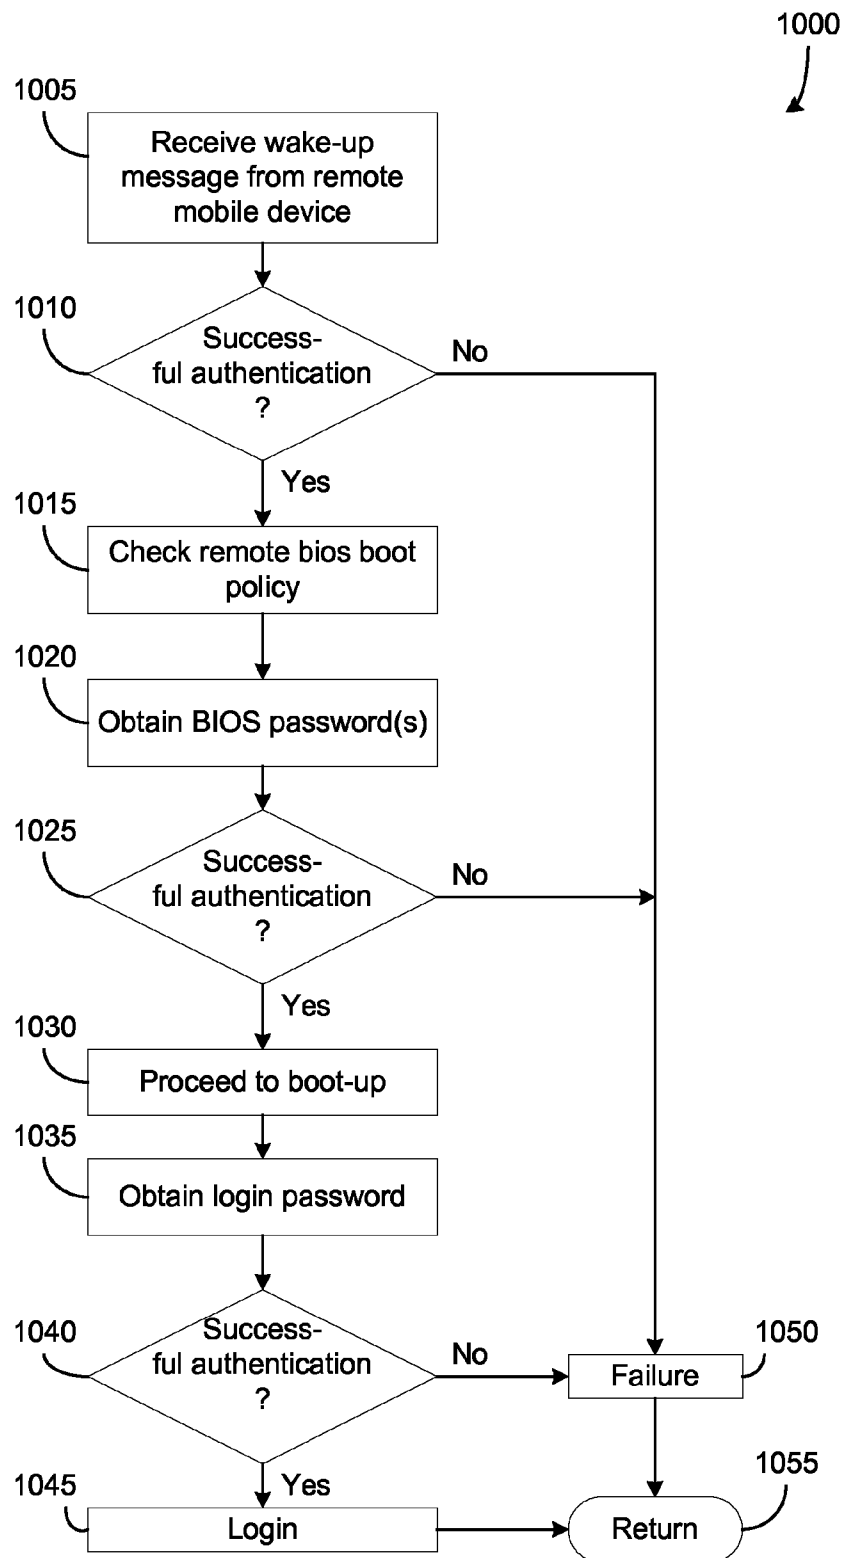 1000
1005
Receive wake-up
message from remote
mobile device
1010
Success-
ful authentication
?
No
Yes
1015
Check remote bios boot
policy
1020
Obtain BIOS password(s)
1025
Success-
ful authentication
?
No
Yes
1030
Proceed to boot-up
1035
Obtain login password
1040
Success-
ful authentication
?
No
1050
Failure
Yes
1045
Login
1055
Return